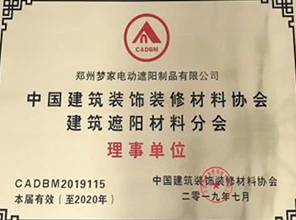 CADBM
郑州梦家电动遮阳制品有限公司
中国建筑装饰装修材料协会
建筑遮阳材料分会
理事单位
CADBM2019115
本届有效（至2020年）
中国建筑装饰装修材料协会
二〇一九年七月